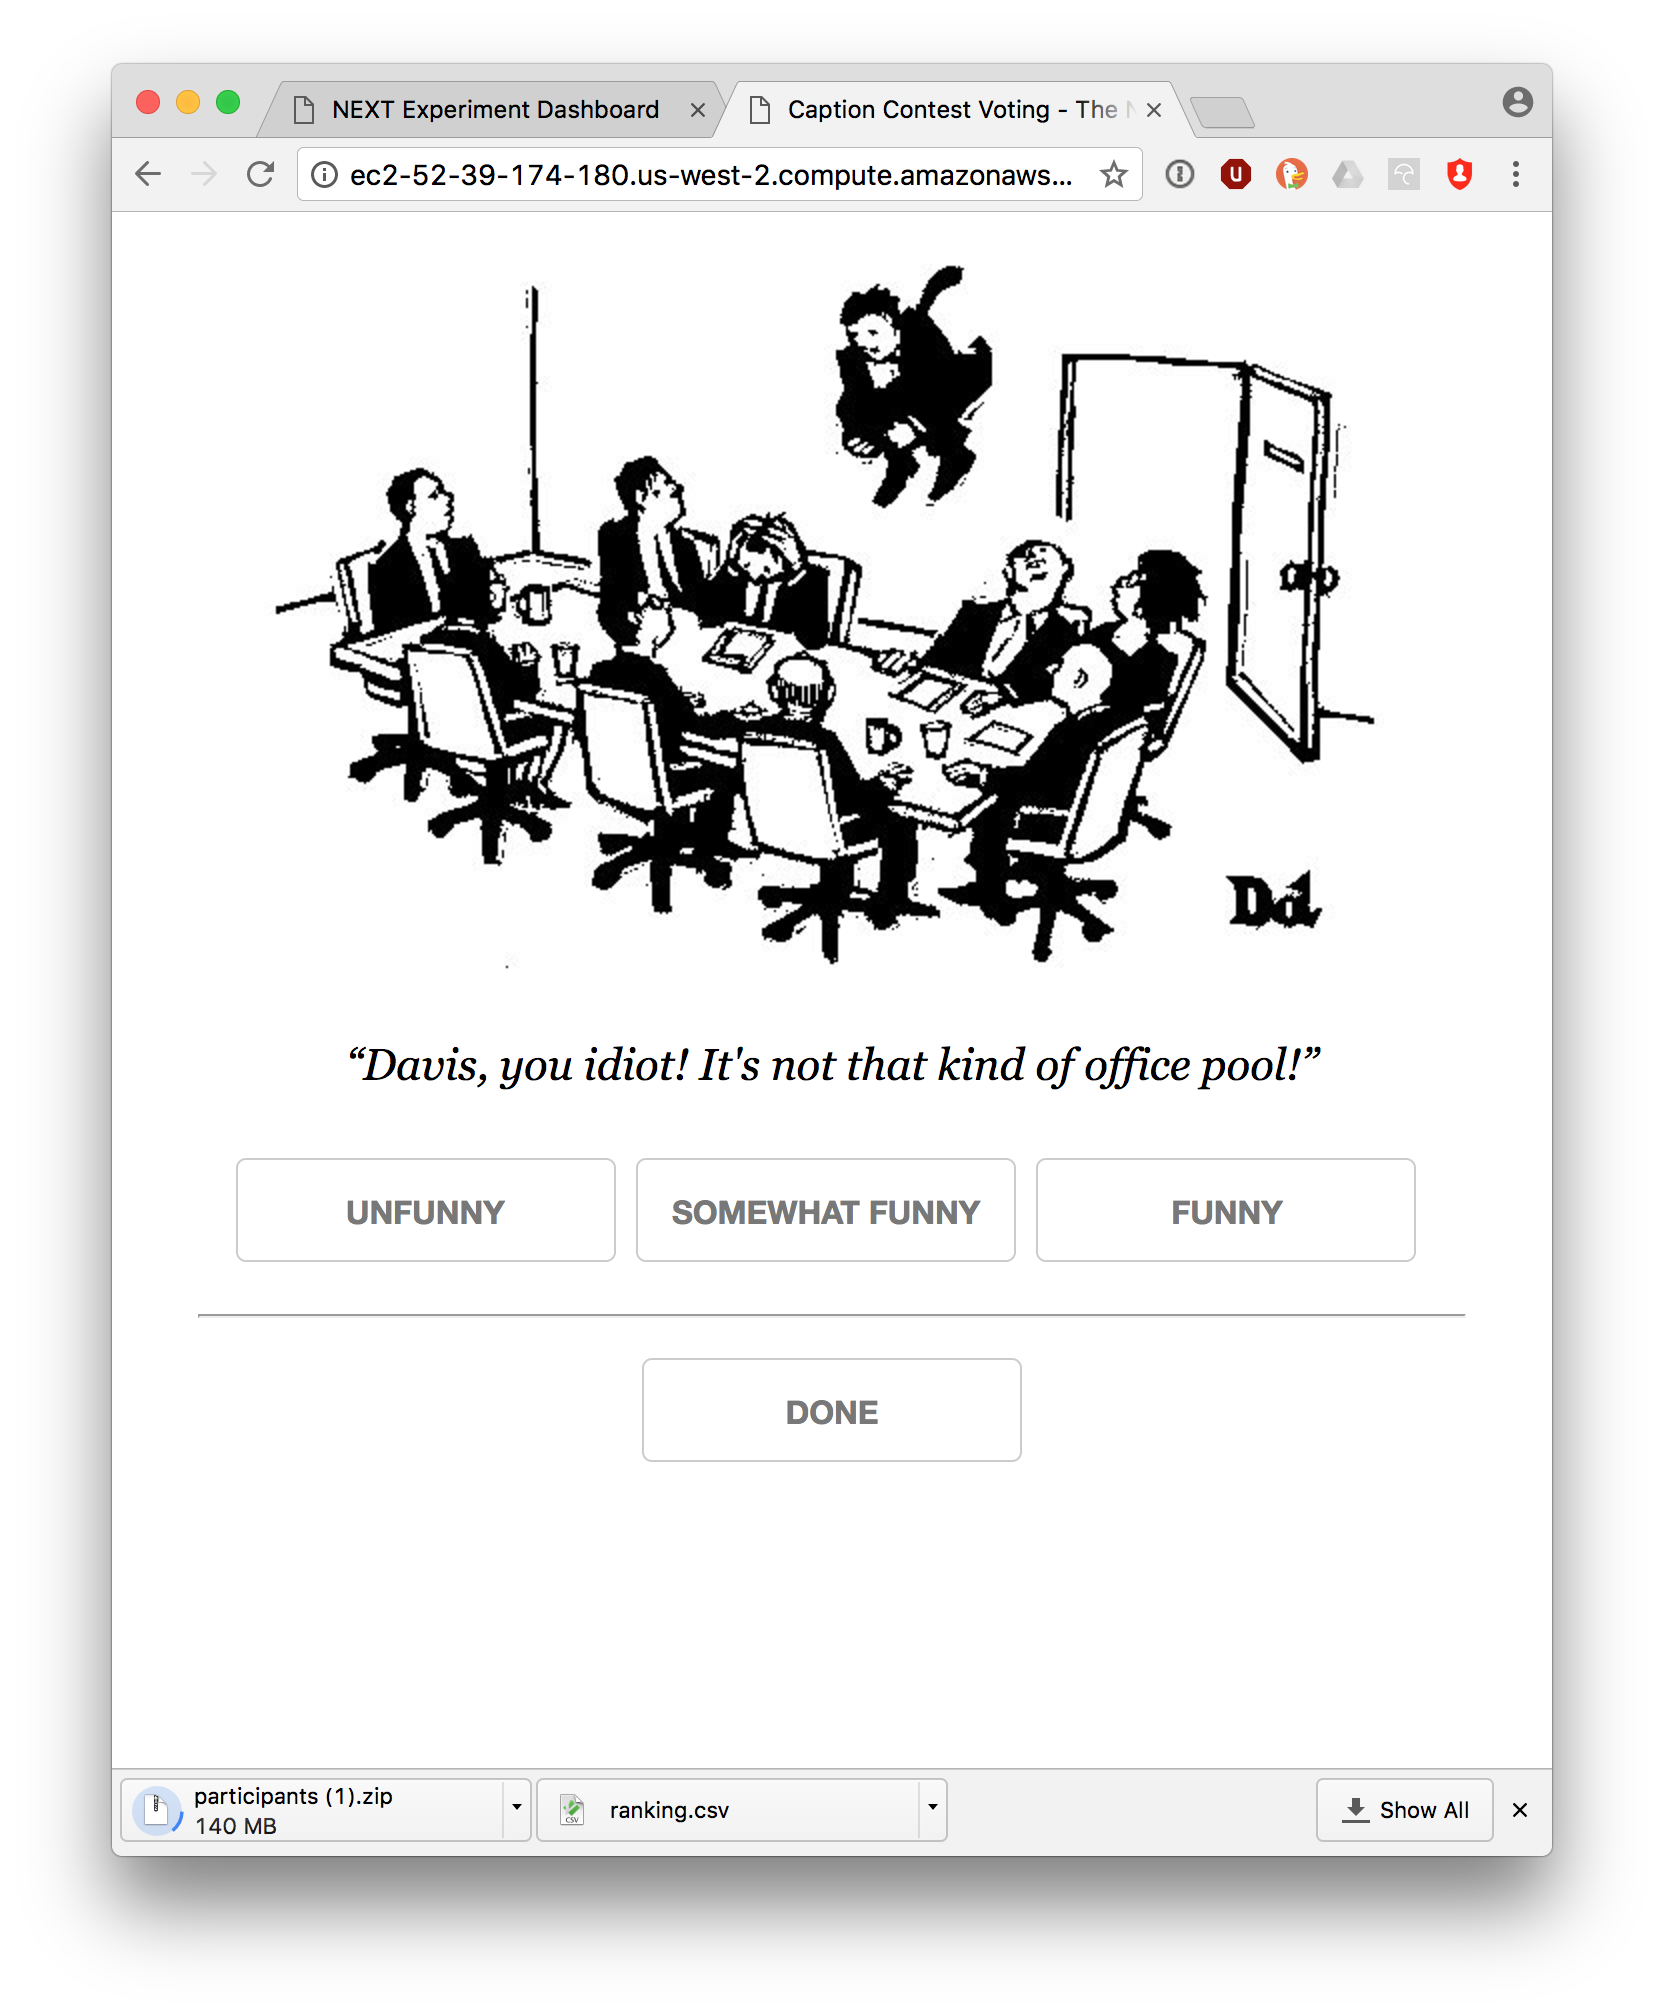 NEXT Experiment Dashboard
Caption Contest Voting - The N
ec2-52-39-174-180.us-west-2.compute.amazonaws...
Dd
“Davis, you idiot! It's not that kind of office pool!”
UNFUNNY
SOMEWHAT FUNNY
FUNNY
DONE
participants (1).zip
140 MB
CSV
ranking.csv
Show All